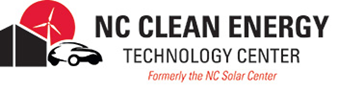 NC CLEAN ENERGY
TECHNOLOGY CENTER
Formerly the NC Solar Center